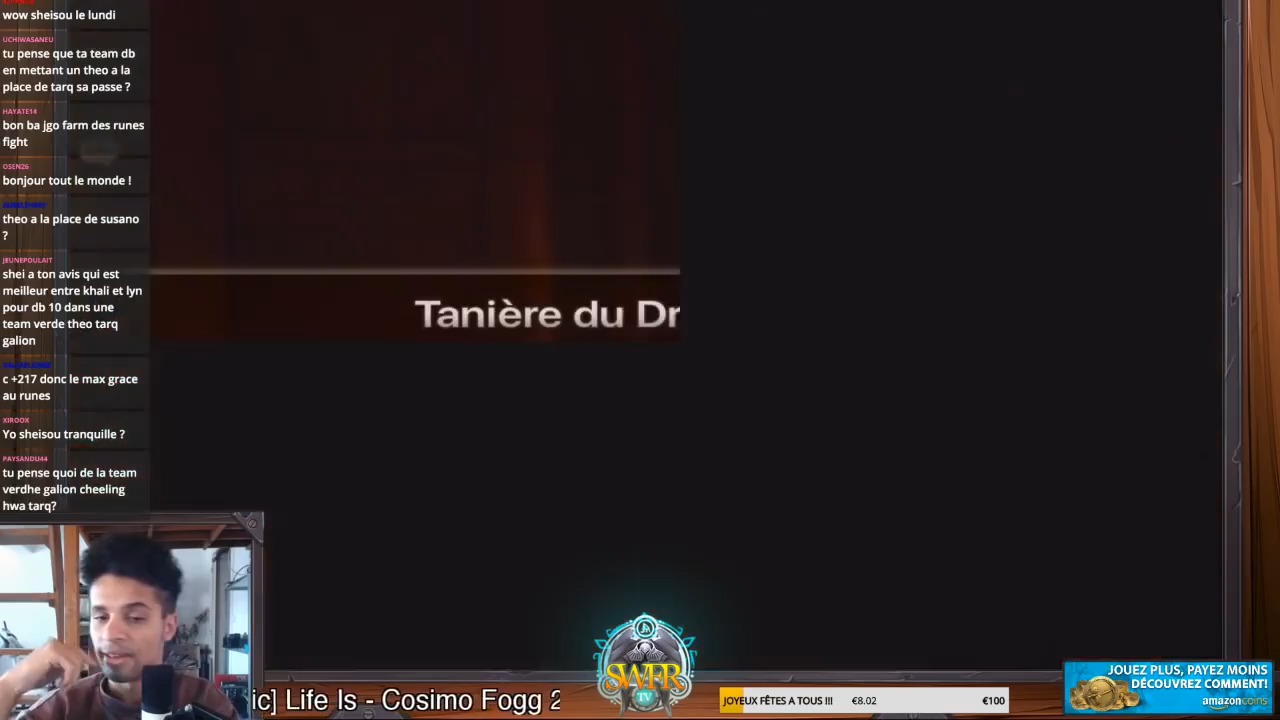 wow sheisou le lundi
UCHIWASANEU
tu pense que ta team db
en mettant un theo a la
place de tarq sa passe ?
HAYATE14
bon ba jgo farm des runes
fight
OSEN26
bonjour tout le monde !
theo a la place de susano
?
JEUNEPOULAIT
shei a ton avis qui est
meilleur entre khali et lyn
pour db 10 dans une
team verde theo tarq
galion
c +217 donc le max grace
au runes
XIROOX
Yo sheisou tranquille ?
PAYSANDU44
tu pense quoi de la team
verdhe galion cheeling
hwa tarq?
Tanière du Dr
ic] Life Is - Cosimo Fogg 2
SWFR
TV
JOYEUX FÊTES A TOUS !!! €8.02 €100
JOUEZ PLUS, PAYEZ MOINS
DÉCOUVREZ COMMENT!
amazoncoins